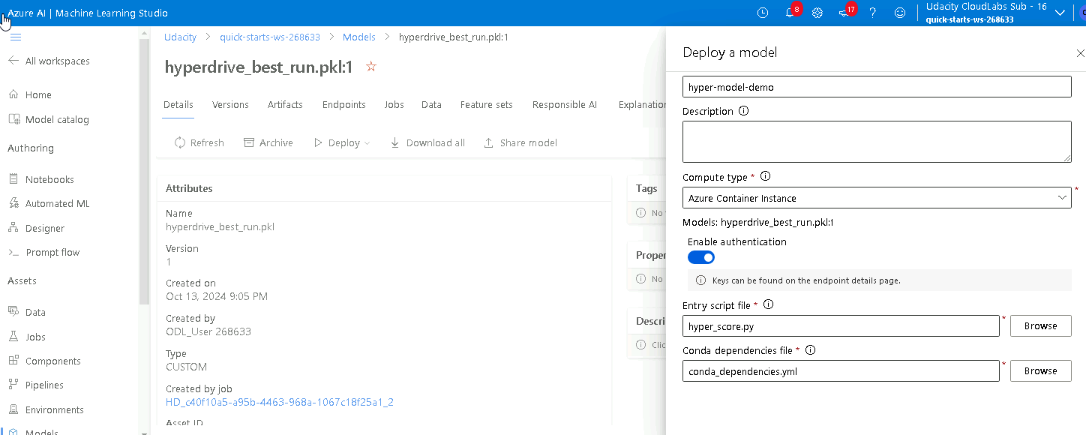 Azure AI | Machine Learning Studio
8
17
Udacity CloudLabs Sub - 16
quick-starts-ws-268633
All workspaces
Home
Model catalog
Authoring
Notebooks
Automated ML
Designer
Prompt flow
Assets
Data
Jobs
Components
Pipelines
Environments
Models
Udacity > quick-starts-ws-268633 > Models > hyperdrive_best_run.pkl:1
hyperdrive_best_run.pkl:1
Details Versions Artifacts Endpoints Jobs Data Feature sets Responsible AI Explanation
Refresh Archive Deploy Download all Share model
Attributes
Name
hyperdrive_best_run.pkl
Version
1
Created on
Oct 13, 2024 9:05 PM
Created by
ODL_User 268633
Type
CUSTOM
Created by job
HD_c40f10a5-a95b-4463-968a-1067c18f25a1_2
Asset ID
Tags
No
Proper
No
Descri
Clic
Deploy a model
hyper-model-demo
Description
Compute type *
Azure Container Instance
*
Models: hyperdrive_best_run.pkl:1
Enable authentication
Keys can be found on the endpoint details page.
Entry script file *
hyper_score.py * Browse
Conda dependencies file *
conda_dependencies.yml * Browse